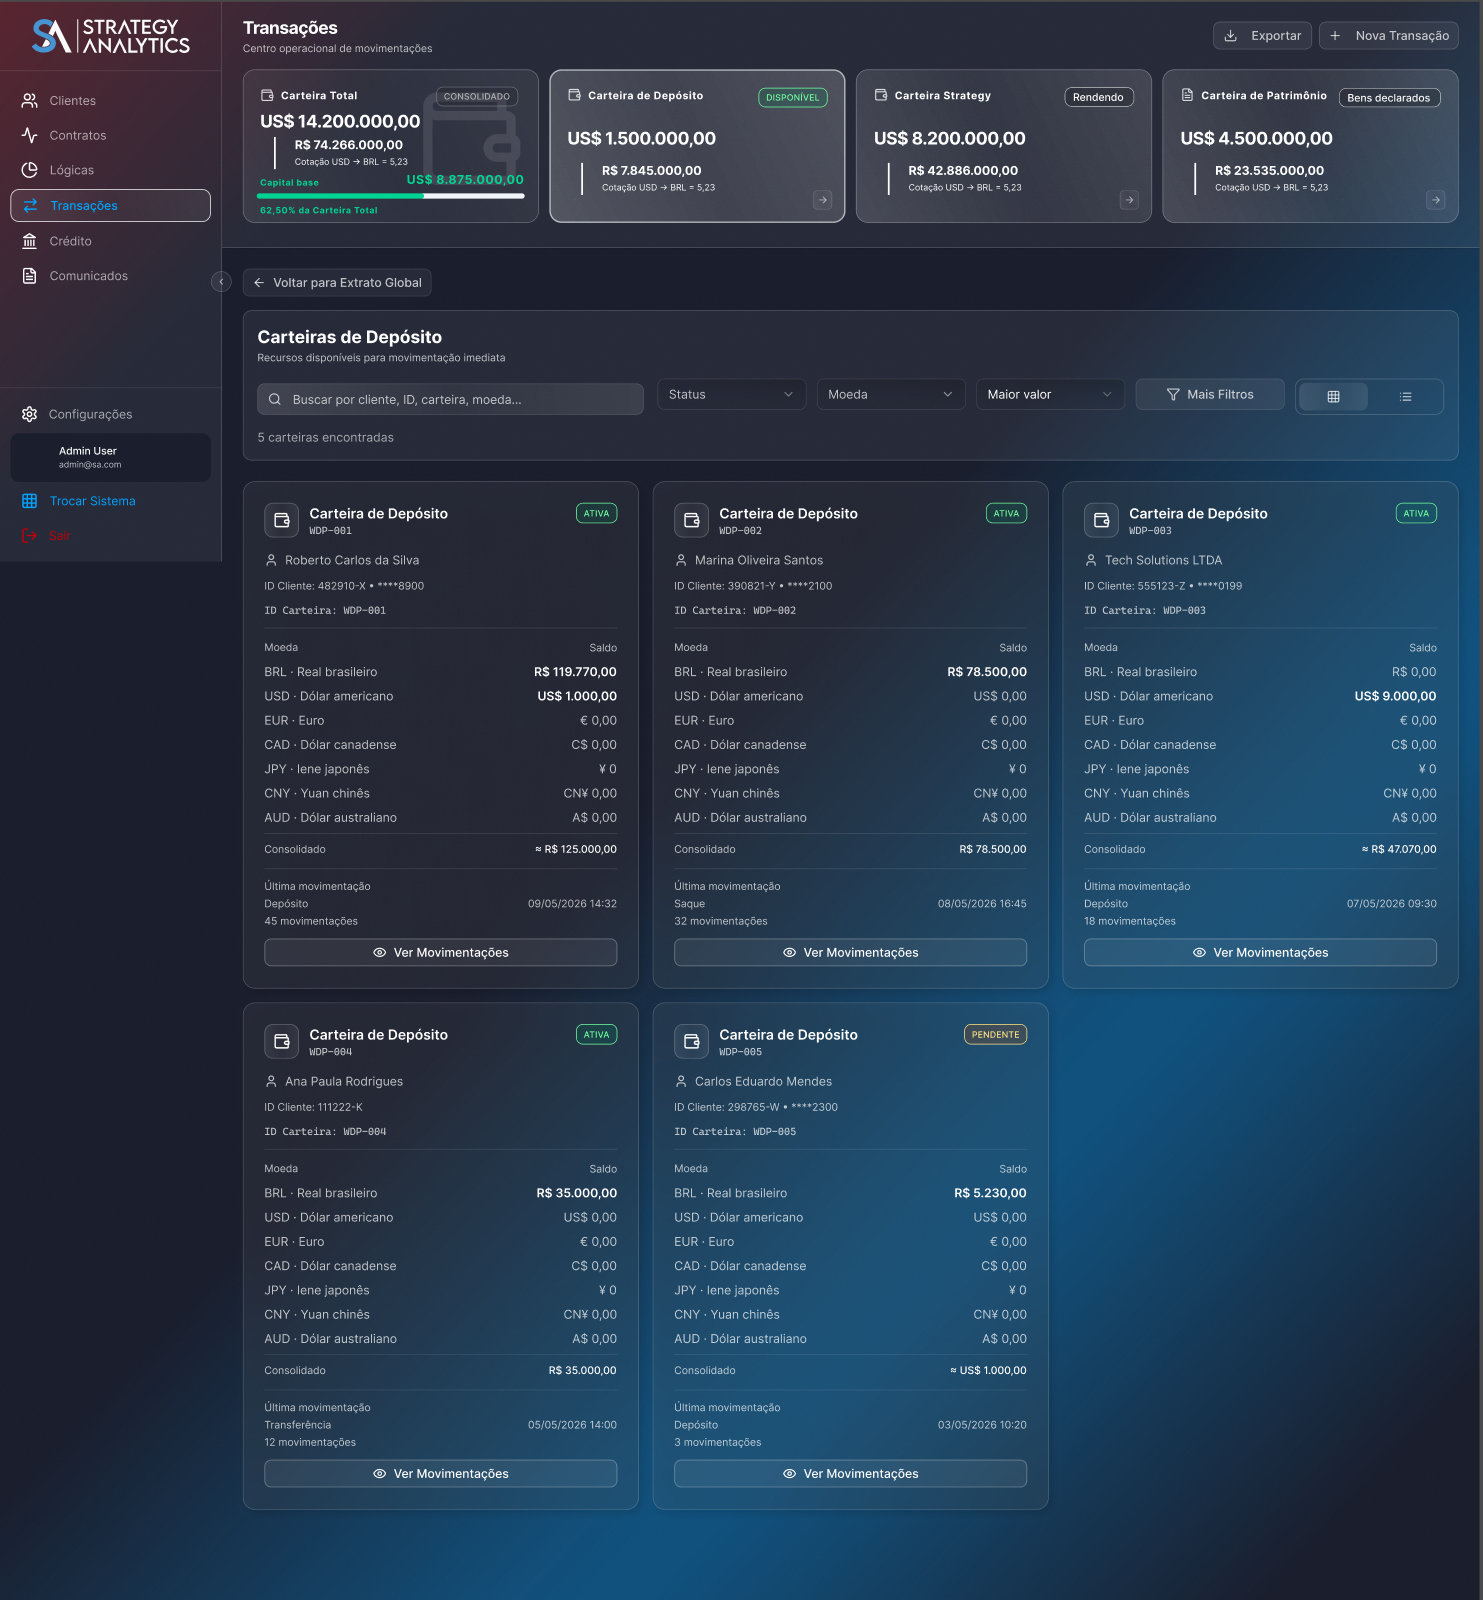 STRATEGY
ANALYTICS
Clientes
Contratos
Lógicas
Transações
Crédito
Comunicados
Configurações
Admin User
admin@sa.com
Trocar Sistema
Sair
Transações
Centro operacional de movimentações
Exportar
Nova Transação
Carteira Total
CONSOLIDADO
US$ 14.200.000,00
R$ 74.266.000,00
Cotação USD → BRL = 5,23
Capital base
US$ 8.875.000,00
62,50% da Carteira Total
Carteira de Depósito
DISPONÍVEL
US$ 1.500.000,00
R$ 7.845.000,00
Cotação USD → BRL = 5,23
Carteira Strategy
Rendendo
US$ 8.200.000,00
R$ 42.886.000,00
Cotação USD → BRL = 5,23
Carteira de Patrimônio
Bens declarados
US$ 4.500.000,00
R$ 23.535.000,00
Cotação USD → BRL = 5,23
Voltar para Extrato Global
Carteiras de Depósito
Recursos disponíveis para movimentação imediata
Buscar por cliente, ID, carteira, moeda...
Status
Moeda
Maior valor
Mais Filtros
5 carteiras encontradas
Carteira de Depósito
ATIVA
WDP-001
Roberto Carlos da Silva
ID Cliente: 482910-X • ****8900
ID Carteira: WDP-001
Moeda Saldo
BRL · Real brasileiro R$ 119.770,00
USD · Dólar americano US$ 1.000,00
EUR · Euro € 0,00
CAD · Dólar canadense C$ 0,00
JPY · Iene japonês ¥ 0
CNY · Yuan chinês CN¥ 0,00
AUD · Dólar australiano A$ 0,00
Consolidado ≈ R$ 125.000,00
Última movimentação
Depósito 09/05/2026 14:32
45 movimentações
Ver Movimentações
Carteira de Depósito
ATIVA
WDP-002
Marina Oliveira Santos
ID Cliente: 390821-Y • ****2100
ID Carteira: WDP-002
Moeda Saldo
BRL · Real brasileiro R$ 78.500,00
USD · Dólar americano US$ 0,00
EUR · Euro € 0,00
CAD · Dólar canadense C$ 0,00
JPY · Iene japonês ¥ 0
CNY · Yuan chinês CN¥ 0,00
AUD · Dólar australiano A$ 0,00
Consolidado R$ 78.500,00
Última movimentação
Saque 08/05/2026 16:45
32 movimentações
Ver Movimentações
Carteira de Depósito
ATIVA
WDP-003
Tech Solutions LTDA
ID Cliente: 555123-Z • ****0199
ID Carteira: WDP-003
Moeda Saldo
BRL · Real brasileiro R$ 0,00
USD · Dólar americano US$ 9.000,00
EUR · Euro € 0,00
CAD · Dólar canadense C$ 0,00
JPY · Iene japonês ¥ 0
CNY · Yuan chinês CN¥ 0,00
AUD · Dólar australiano A$ 0,00
Consolidado ≈ R$ 47.070,00
Última movimentação
Depósito 07/05/2026 09:30
18 movimentações
Ver Movimentações
Carteira de Depósito
ATIVA
WDP-004
Ana Paula Rodrigues
ID Cliente: 111222-K
ID Carteira: WDP-004
Moeda Saldo
BRL · Real brasileiro R$ 35.000,00
USD · Dólar americano US$ 0,00
EUR · Euro € 0,00
CAD · Dólar canadense C$ 0,00
JPY · Iene japonês ¥ 0
CNY · Yuan chinês CN¥ 0,00
AUD · Dólar australiano A$ 0,00
Consolidado R$ 35.000,00
Última movimentação
Transferência 05/05/2026 14:00
12 movimentações
Ver Movimentações
Carteira de Depósito
PENDENTE
WDP-005
Carlos Eduardo Mendes
ID Cliente: 298765-W • ****2300
ID Carteira: WDP-005
Moeda Saldo
BRL · Real brasileiro R$ 5.230,00
USD · Dólar americano US$ 0,00
EUR · Euro € 0,00
CAD · Dólar canadense C$ 0,00
JPY · Iene japonês ¥ 0
CNY · Yuan chinês CN¥ 0,00
AUD · Dólar australiano A$ 0,00
Consolidado ≈ US$ 1.000,00
Última movimentação
Depósito 03/05/2026 10:20
3 movimentações
Ver Movimentações